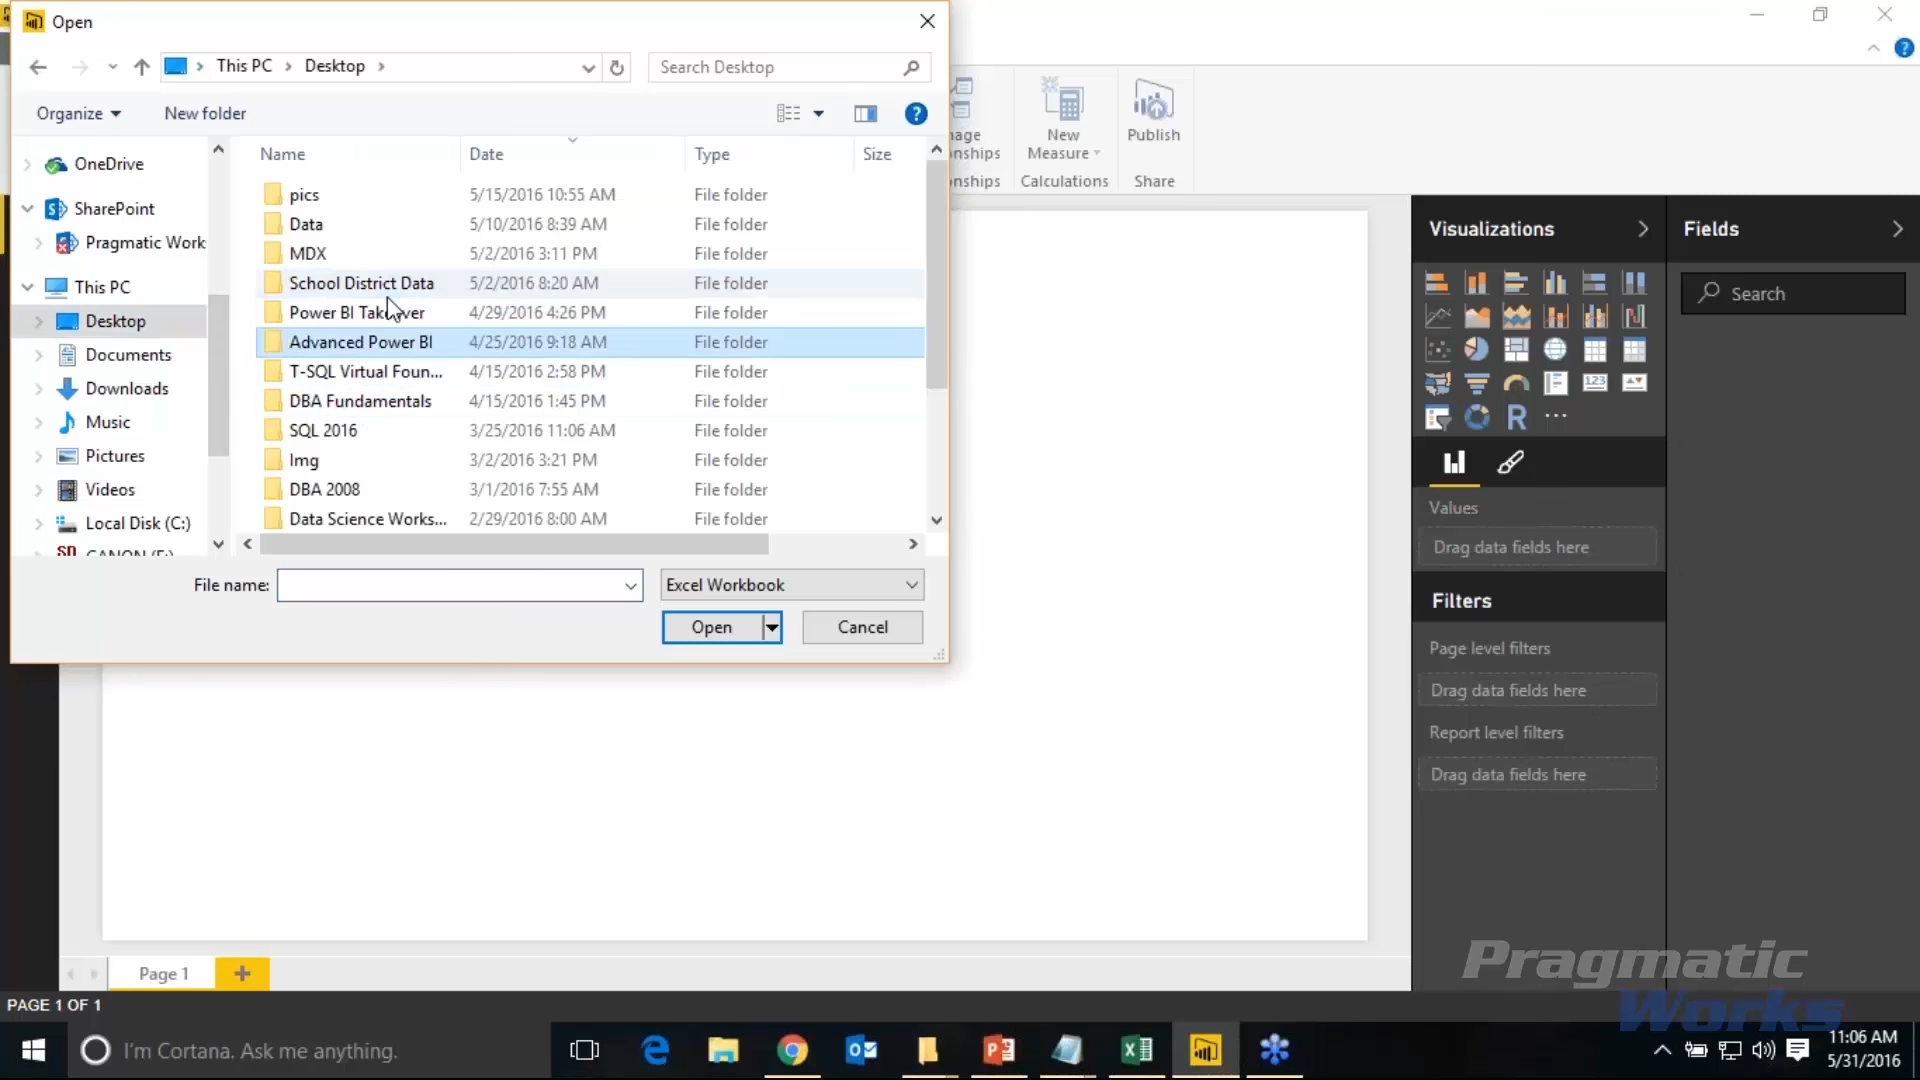 Open
This PC
Desktop
Search Desktop
Organize
New folder
OneDrive
SharePoint
Pragmatic Work
This PC
Desktop
Documents
Downloads
Music
Pictures
Videos
Local Disk (C:)
Name Date Type Size
pics 5/15/2016 10:55 AM File folder
Data 5/10/2016 8:39 AM File folder
MDX 5/2/2016 3:11 PM File folder
School District Data 5/2/2016 8:20 AM File folder
Power BI Takeover 4/29/2016 4:26 PM File folder
Advanced Power BI 4/25/2016 9:18 AM File folder
T-SQL Virtual Foun... 4/15/2016 2:58 PM File folder
DBA Fundamentals 4/15/2016 1:45 PM File folder
SQL 2016 3/25/2016 11:06 AM File folder
Img 3/2/2016 3:21 PM File folder
DBA 2008 3/1/2016 7:55 AM File folder
Data Science Works... 2/29/2016 8:00 AM File folder
File name:
Excel Workbook
Open
Cancel
nage
onships
onships
New
Measure
Calculations
Publish
Share
Visualizations
Fields
Search
123
R
Values
Drag data fields here
Filters
Page level filters
Drag data fields here
Report level filters
Drag data fields here
Page 1
PAGE 1 OF 1
Pragmatic
Works
I'm Cortana. Ask me anything.
11:06 AM
5/31/2016